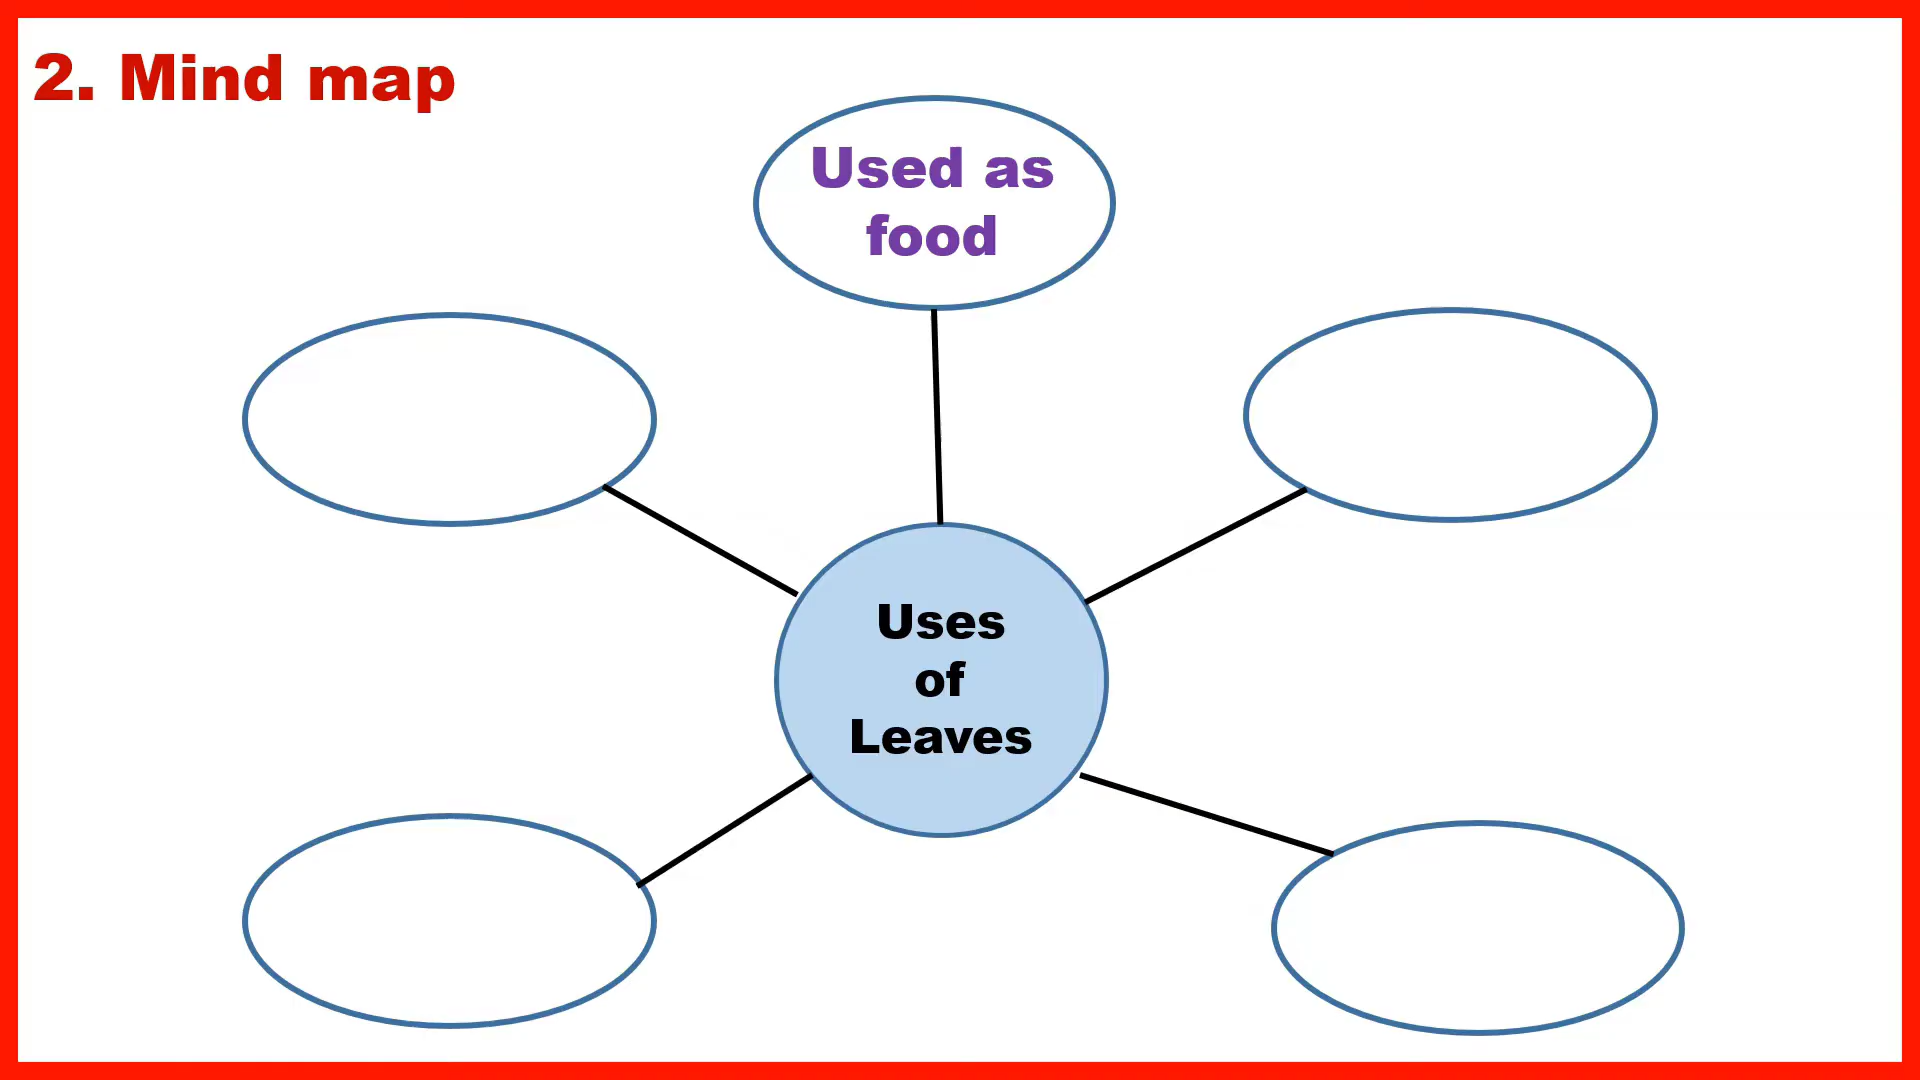 2. Mind map
Used as
food
Uses
of
Leaves